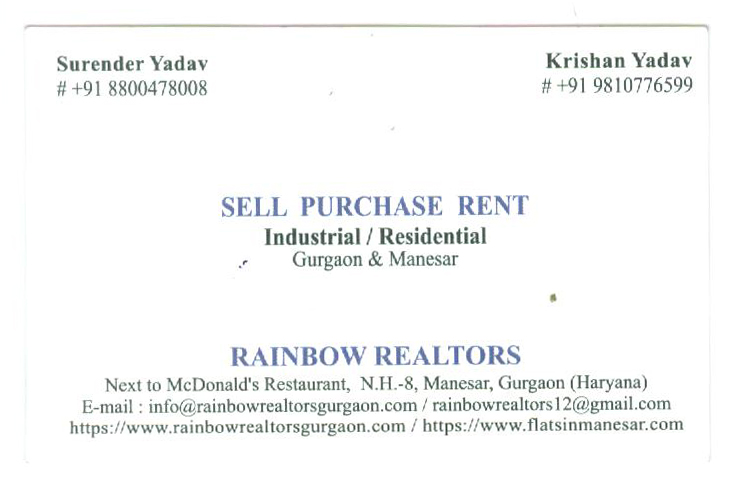 Surender Yadav
# +91 8800478008
Krishan Yadav
# +91 9810776599
SELL PURCHASE RENT
Industrial / Residential
Gurgaon & Manesar
RAINBOW REALTORS
Next to McDonald's Restaurant, N.H.-8, Manesar, Gurgaon (Haryana)
E-mail : info@rainbowrealtorsgurgaon.com / rainbowrealtors12@gmail.com
https://www.rainbowrealtorsgurgaon.com / https://www.flatsinmanesar.com